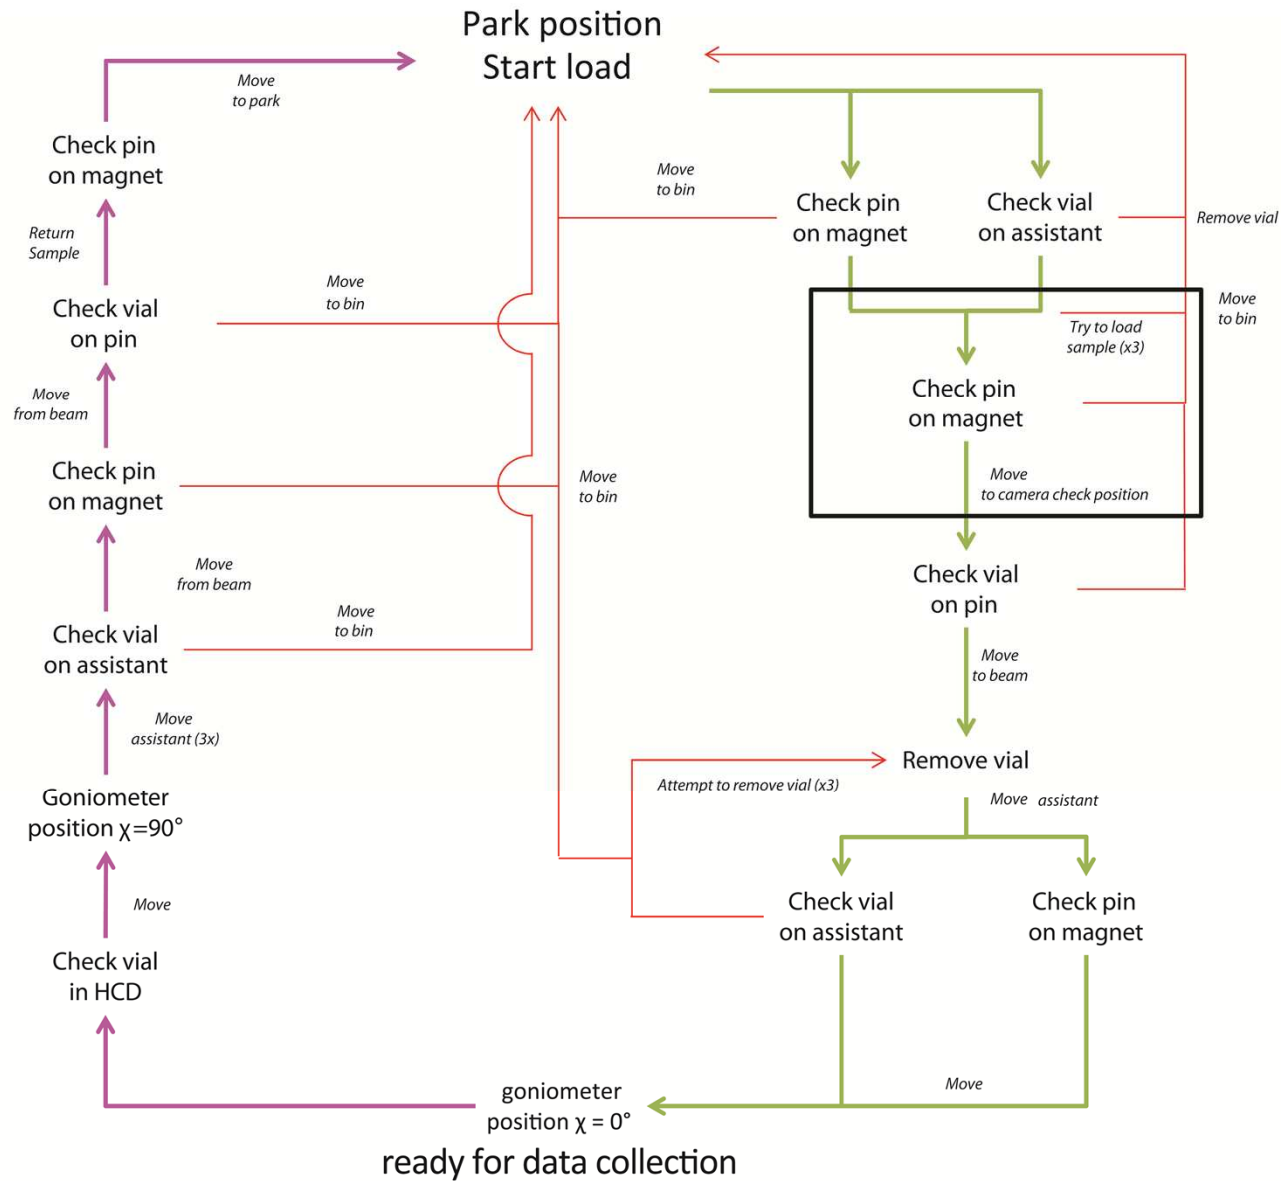 Park position
Start load
Move
to park
Check pin
on magnet
Move
to bin
Check pin
on magnet
Check vial
on assistant
Remove vial
Return
Sample
Check vial
on pin
Move
to bin
Move
to bin
Try to load
sample (x3)
Move
from beam
Check pin
on magnet
Check pin
on magnet
Move
to bin
Move
to camera check position
Move
from beam
Check vial
on pin
Move
to bin
Check vial
on assistant
Move
to beam
Move
assistant (3x)
Remove vial
Attempt to remove vial (x3)
Move assistant
Goniometer
position χ=90°
Move
Check vial
on assistant
Check pin
on magnet
Check vial
in HCD
Move
goniometer
position χ = 0°
ready for data collection